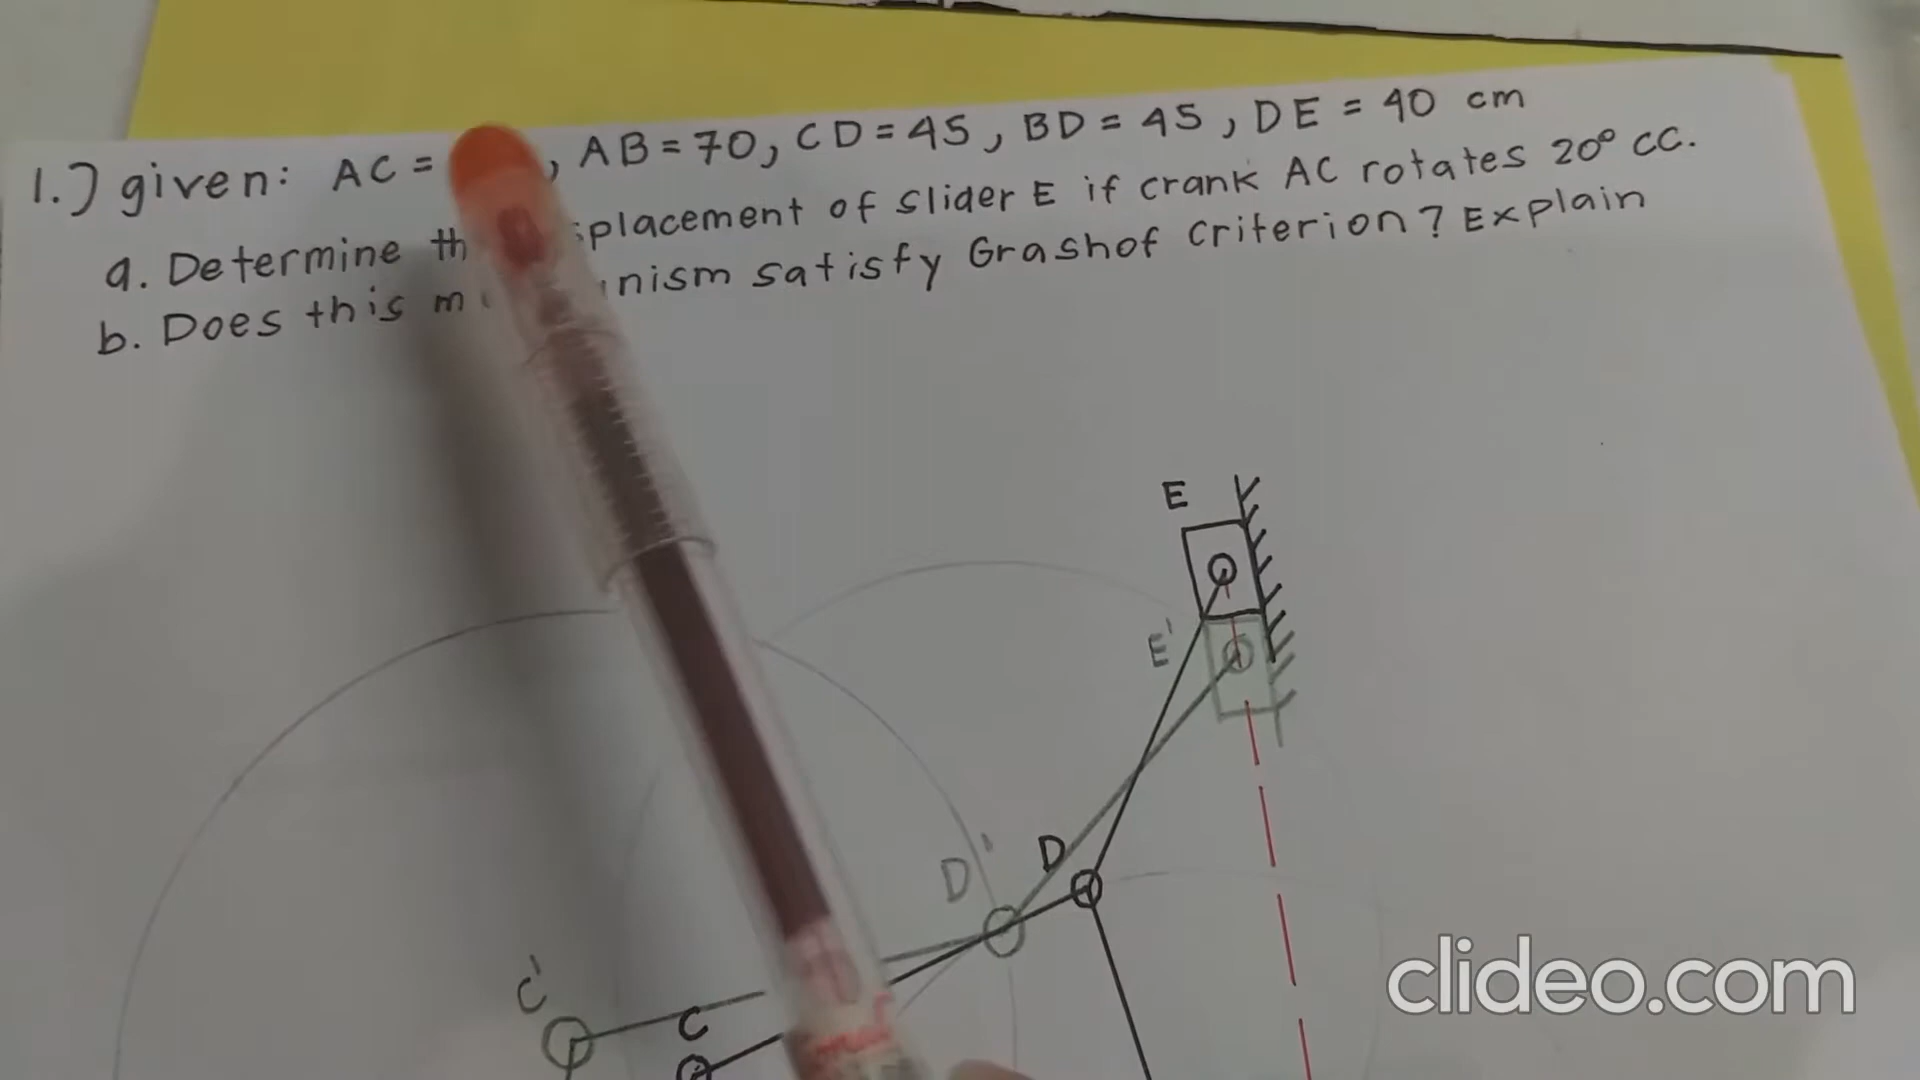 1.) given: AC = , AB = 70, CD = 45, BD = 45, DE = 40 cm
a. Determine th splacement of slider E if crank AC rotates 20° CC.
b. Does this m nism satisfy Grashof Criterion? Explain
E
E'
D' D
C'
C
clideo.com